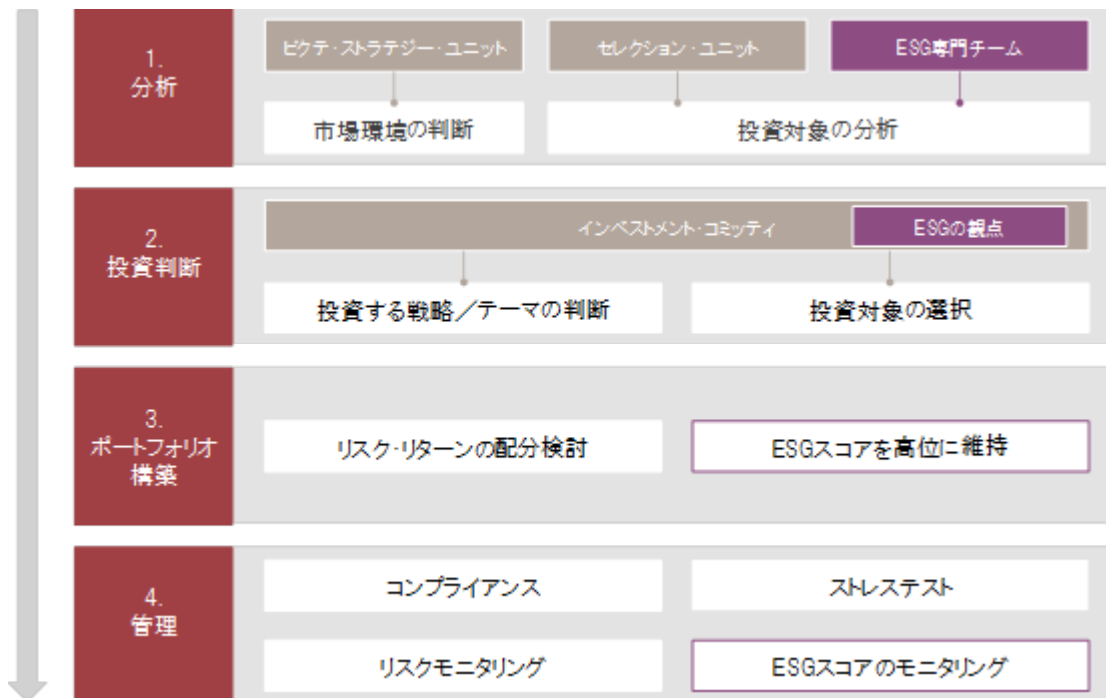 1.
分析
ピクテ・ストラテジー・ユニット
セレクション・ユニット
ESG専門チーム
市場環境の判断
投資対象の分析
2.
投資判断
インベストメント・コミッティ
ESGの観点
投資する戦略／テーマの判断
投資対象の選択
3.
ポートフォリオ
構築
リスク・リターンの配分検討
ESGスコアを高位に維持
4.
管理
コンプライアンス
ストレステスト
リスクモニタリング
ESGスコアのモニタリング